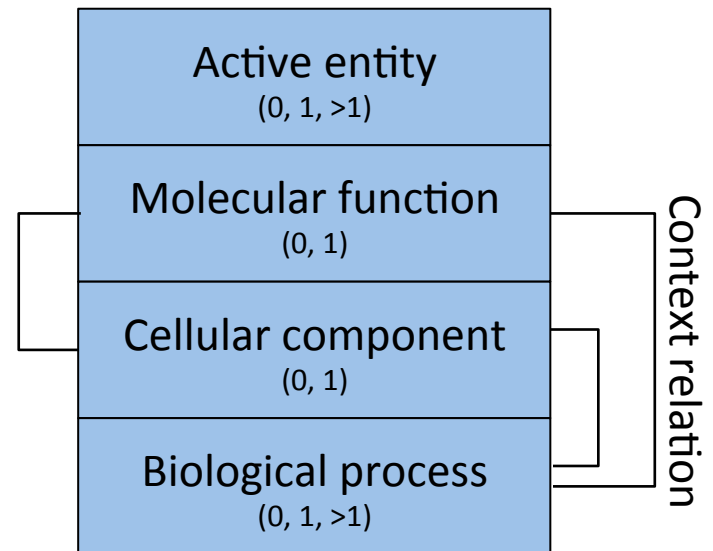 Active entity
(0, 1, >1)
Molecular function
(0, 1)
Cellular component
(0, 1)
Biological process
(0, 1, >1)
Context relation